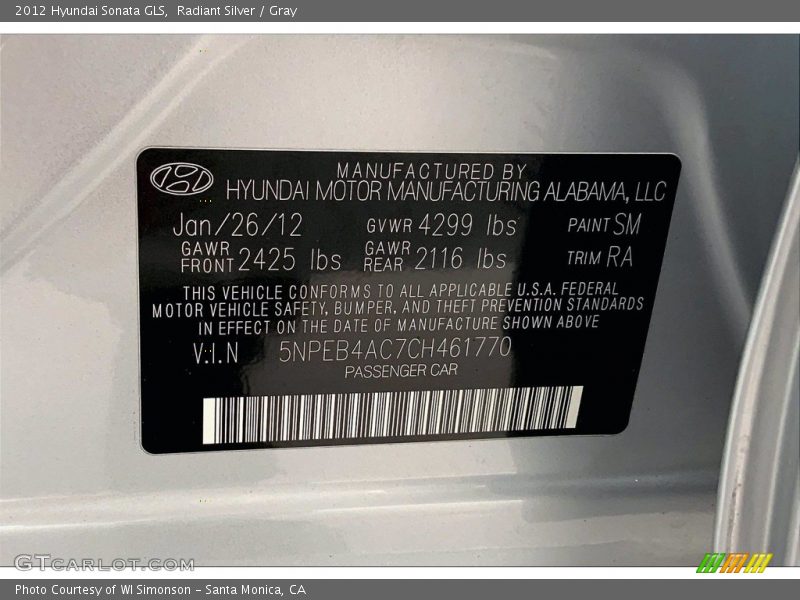 2012 Hyundai Sonata GLS, Radiant Silver / Gray
MANUFACTURED BY
HYUNDAI MOTOR MANUFACTURING ALABAMA, LLC
Jan/26/12 GVWR 4299 lbs PAINT SM
GAWR FRONT 2425 lbs GAWR REAR 2116 lbs TRIM RA
THIS VEHICLE CONFORMS TO ALL APPLICABLE U.S.A. FEDERAL
MOTOR VEHICLE SAFETY, BUMPER, AND THEFT PREVENTION STANDARDS
IN EFFECT ON THE DATE OF MANUFACTURE SHOWN ABOVE
V.I.N 5NPEB4AC7CH461770
PASSENGER CAR
GTCARLOT.COM
Photo Courtesy of WI Simonson - Santa Monica, CA